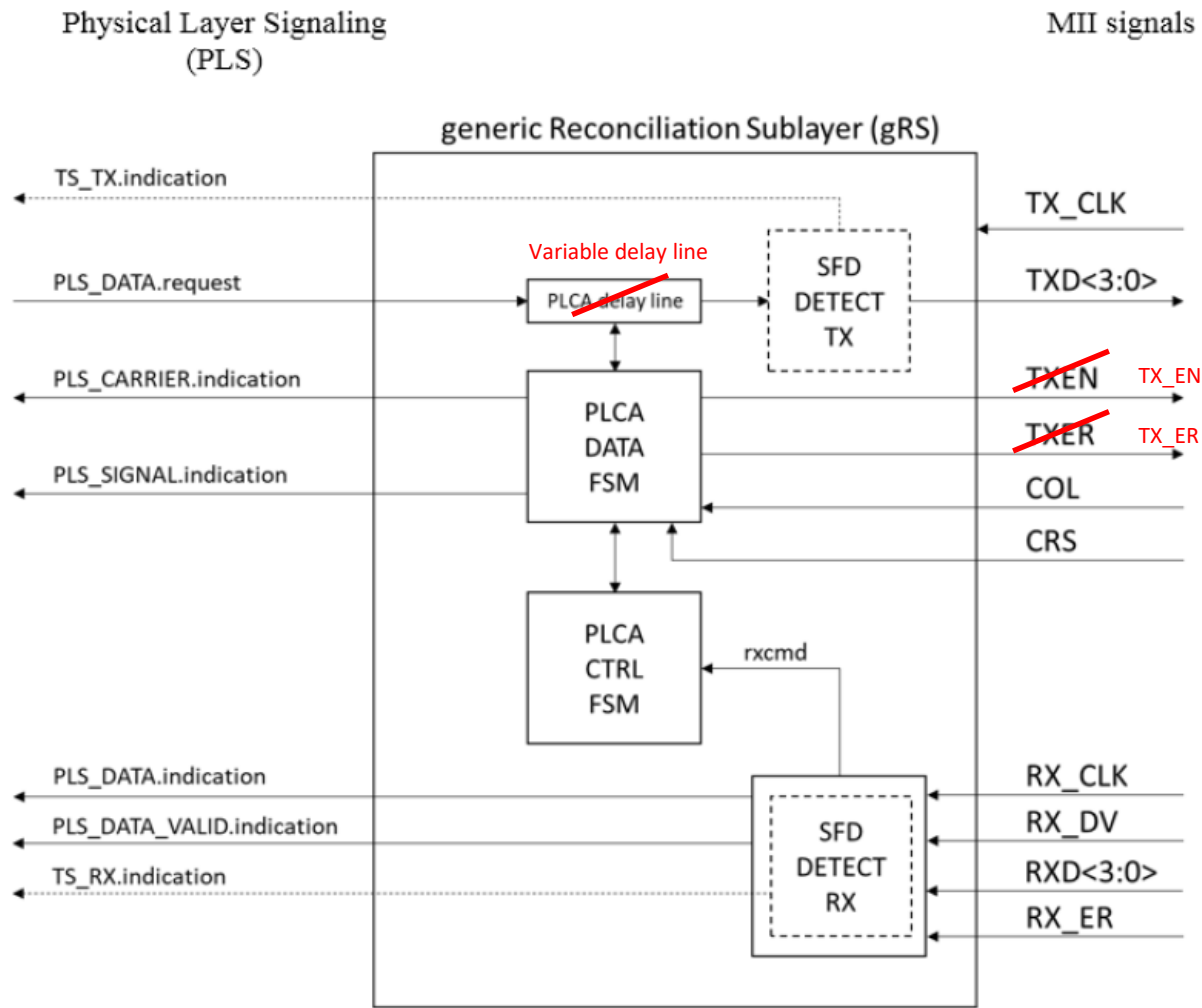 Physical Layer Signaling
(PLS)
MII signals
generic Reconciliation Sublayer (gRS)
TS_TX.indication
TX_CLK
Variable delay line
SFD
DETECT
TX
PLS_DATA.request
PLCA delay line
TXD<3:0>
PLS_CARRIER.indication
TXEN
TX_EN
PLCA
DATA
FSM
TXER
TX_ER
PLS_SIGNAL.indication
COL
CRS
PLCA
CTRL
FSM
rxcmd
PLS_DATA.indication
RX_CLK
PLS_DATA_VALID.indication
RX_DV
SFD
DETECT
RX
TS_RX.indication
RXD<3:0>
RX_ER